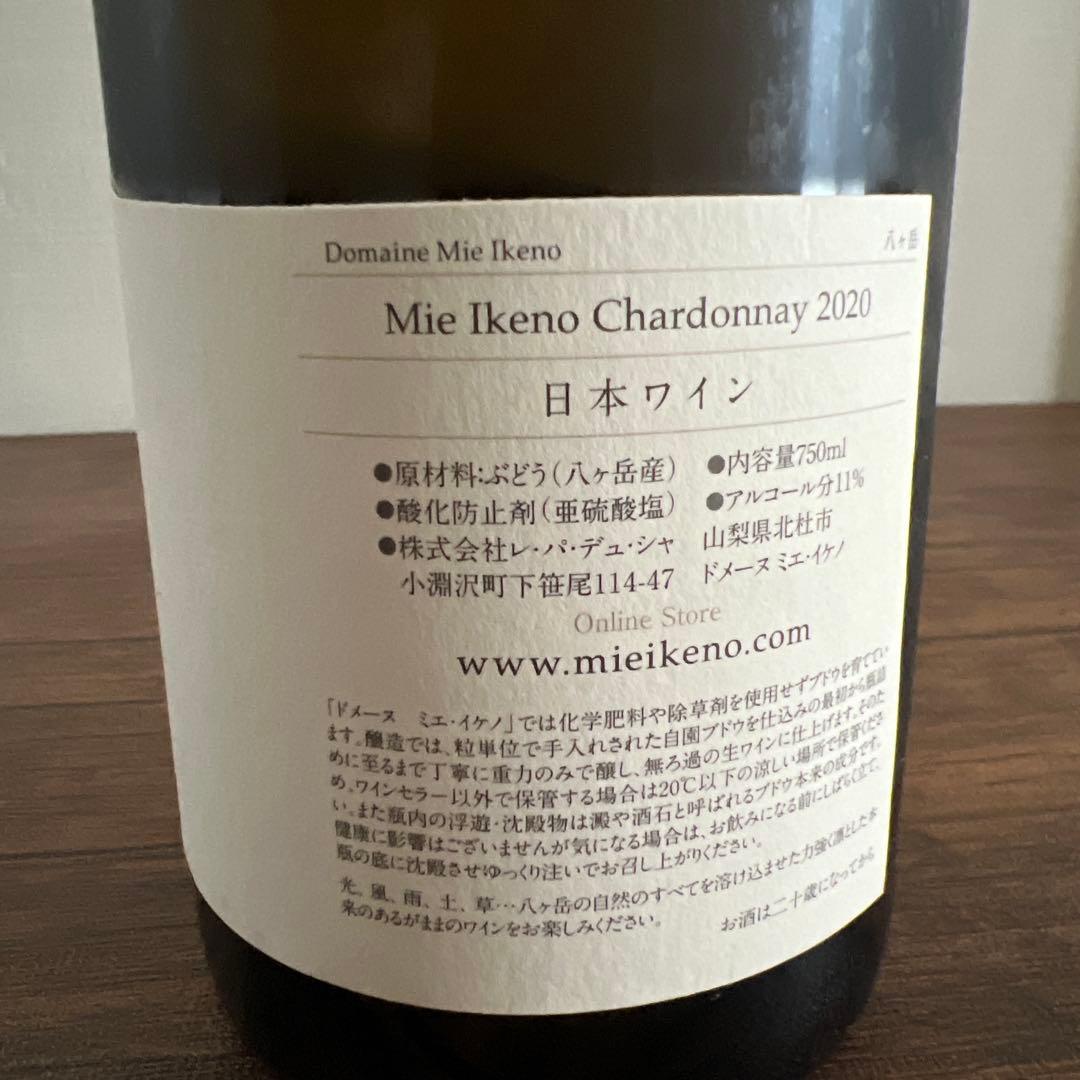 Domaine Mie Ikeno 八ヶ岳
Mie Ikeno Chardonnay 2020
日本ワイン
●原材料:ぶどう(八ヶ岳産) ●内容量750ml
●酸化防止剤(亜硫酸塩) ●アルコール分11%
●株式会社レ・パ・デュ・シャ 山梨県北杜市
小淵沢町下笹尾114-47 ドメーヌ ミエ・イケノ
Online Store
www.mieikeno.com
「ドメーヌ ミエ・イケノ」では化学肥料や除草剤を使用せずブドウを育ててい
ます。醸造では、粒単位で手入れされた自園ブドウを仕込みの最初から瓶詰
めに至るまで丁寧に重力のみで醸し、無ろ過の生ワインに仕上げます。そのた
め、ワインセラー以外で保管する場合は20℃以下の涼しい場所で保管くださ
い。また瓶内の浮遊・沈殿物は澱や酒石と呼ばれるブドウ本来の成分です。
健康に影響はございませんが気になる場合は、お飲みになる前にしばらく立て、
瓶の底に沈殿させゆっくり注いでお召し上がりください。
光、風、雨、土、草…八ヶ岳の自然のすべてを溶け込ませた力強く凛とした本
来のあるがままのワインをお楽しみください。
お酒は二十歳になってから